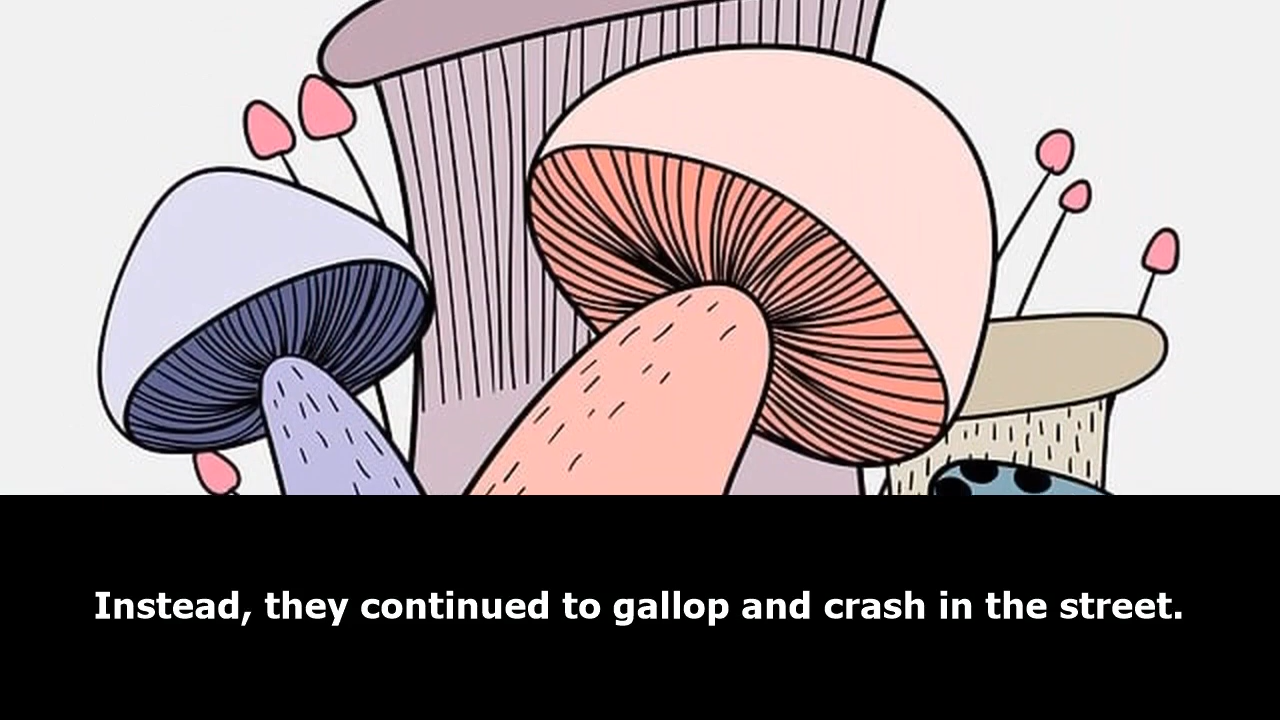 Instead, they continued to gallop and crash in the street.